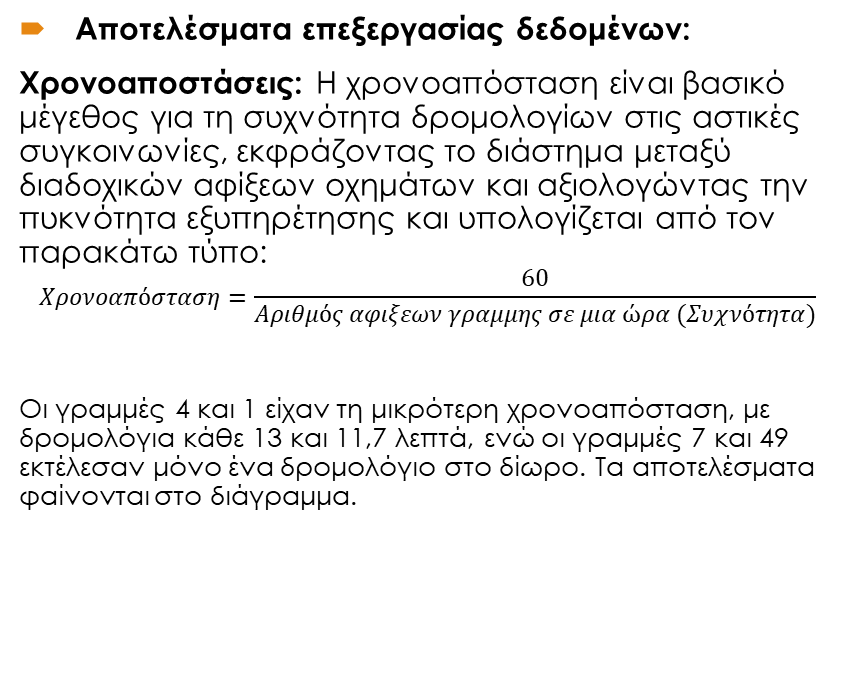 Αποτελέσματα επεξεργασίας δεδομένων:
Χρονοαποστάσεις: Η χρονοαπόσταση είναι βασικό
μέγεθος για τη συχνότητα δρομολογίων στις αστικές
συγκοινωνίες, εκφράζοντας το διάστημα μεταξύ
διαδοχικών αφίξεων οχημάτων και αξιολογώντας την
πυκνότητα εξυπηρέτησης και υπολογίζεται από τον
παρακάτω τύπο:
60
𝛸𝜌𝜊𝜈𝜊𝛼𝜋ό𝜎𝜏𝛼𝜎𝜂 =
Αριθμός αφιξεων γραμμης σε μια ώρα (Συχνότητα)
Οι γραμμές 4 και 1 είχαν τη μικρότερη χρονοαπόσταση, με
δρομολόγια κάθε 13 και 11,7 λεπτά, ενώ οι γραμμές 7 και 49
εκτέλεσαν μόνο ένα δρομολόγιο στο δίωρο. Τα αποτελέσματα
φαίνονται στο διάγραμμα.